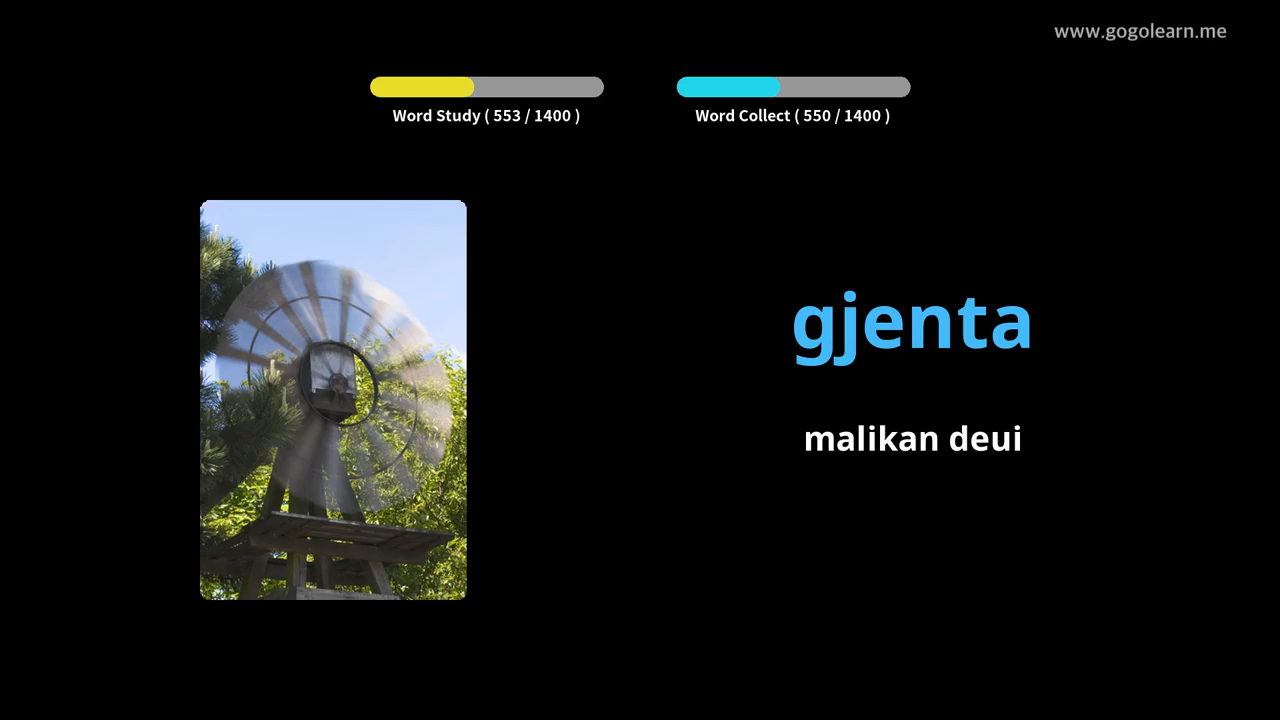 www.gogolearn.me
Word Study ( 553 / 1400 )
Word Collect ( 550 / 1400 )
gjenta
malikan deui